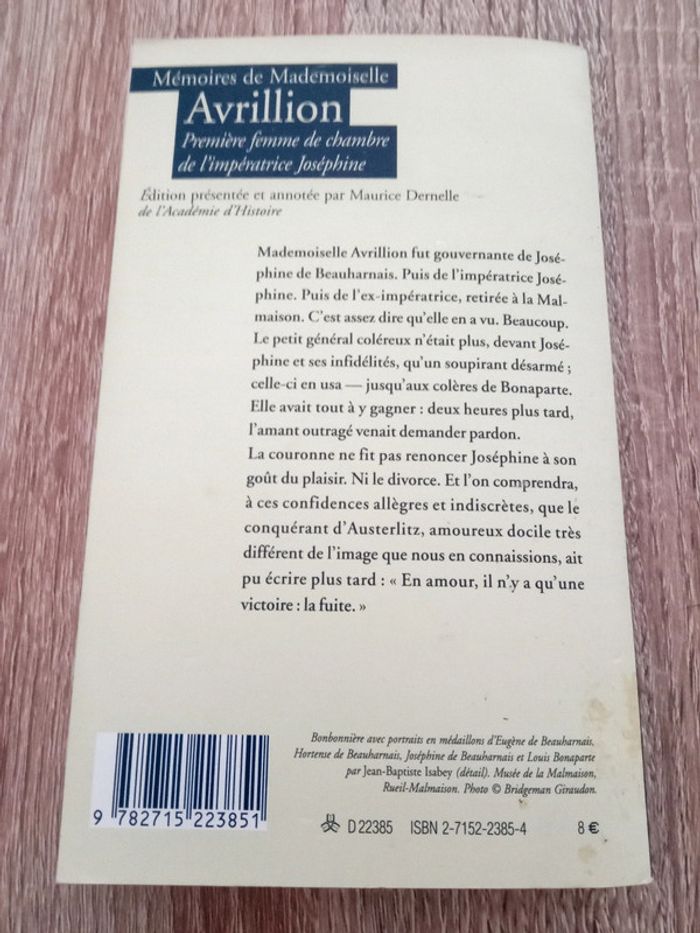 Mémoires de Mademoiselle
Avrillion
Première femme de chambre
de l'impératrice Joséphine
Édition présentée et annotée par Maurice Dernelle
de l'Académie d'Histoire
Mademoiselle Avrillion fut gouvernante de José-
phine de Beauharnais. Puis de l'impératrice José-
phine. Puis de l'ex-impératrice, retirée à la Mal-
maison. C'est assez dire qu'elle en a vu. Beaucoup.
Le petit général coléreux n'était plus, devant José-
phine et ses infidélités, qu'un soupirant désarmé ;
celle-ci en usa — jusqu'aux colères de Bonaparte.
Elle avait tout à y gagner : deux heures plus tard,
l'amant outragé venait demander pardon.
La couronne ne fit pas renoncer Joséphine à son
goût du plaisir. Ni le divorce. Et l'on comprendra,
à ces confidences allègres et indiscrètes, que le
conquérant d'Austerlitz, amoureux docile très
différent de l'image que nous en connaissions, ait
pu écrire plus tard : « En amour, il n'y a qu'une
victoire : la fuite. »
Bonbonnière avec portraits en médaillons d'Eugène de Beauharnais,
Hortense de Beauharnais, Joséphine de Beauharnais et Louis Bonaparte
par Jean-Baptiste Isabey (détail). Musée de la Malmaison,
Rueil-Malmaison. Photo © Bridgeman Giraudon.
9 782715 223851
D 22385 ISBN 2-7152-2385-4 8 €